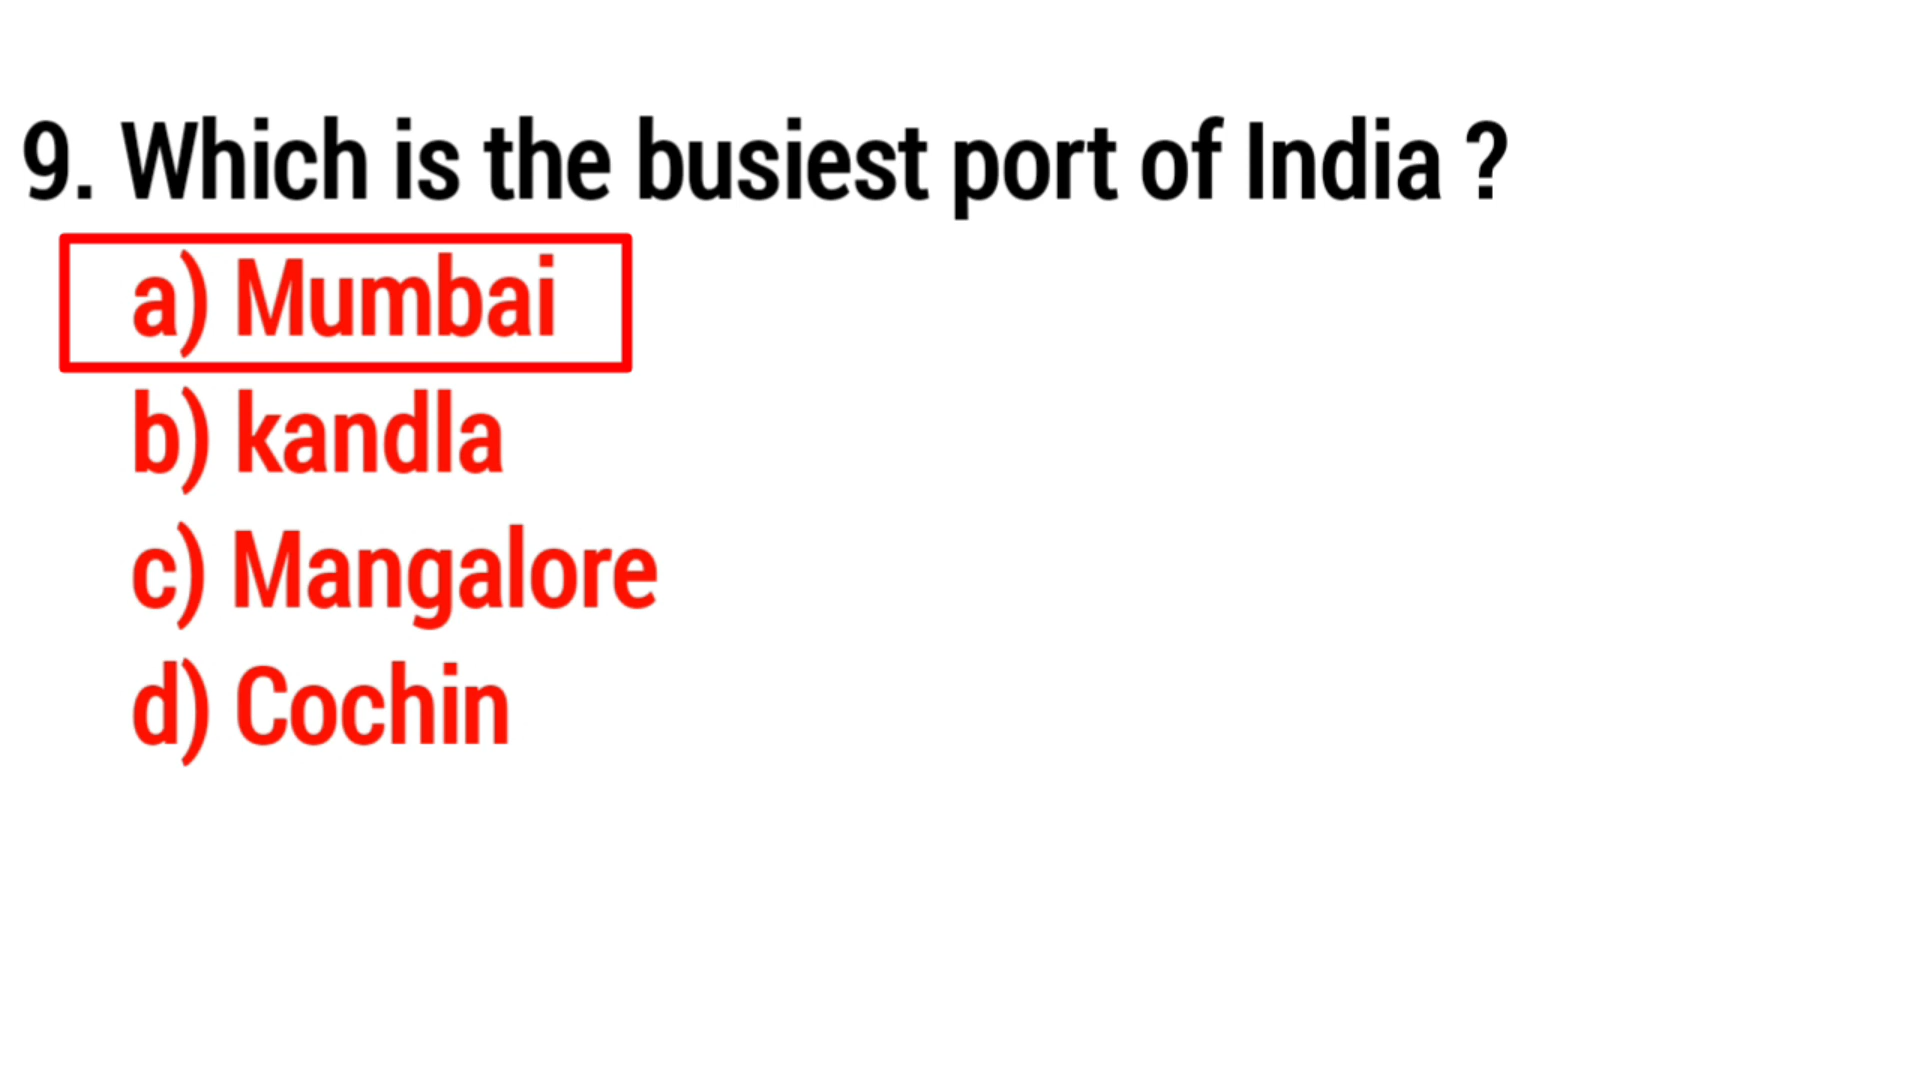 9. Which is the busiest port of India ?
a) Mumbai
b) kandla
c) Mangalore
d) Cochin